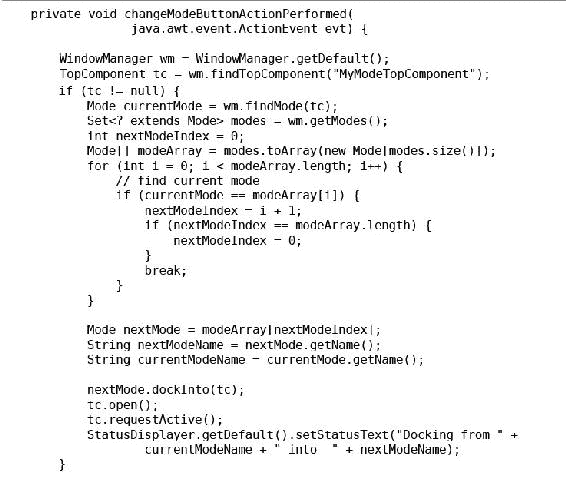 private void changeModeButtonActionPerformed(
java.awt.event.ActionEvent evt) {
WindowManager wm = WindowManager.getDefault();
TopComponent tc = wm.findTopComponent("MyModeTopComponent");
if (tc != null) {
Mode currentMode = wm.findMode(tc);
Set<? extends Mode> modes = wm.getModes();
int nextModeIndex = 0;
Mode[] modeArray = modes.toArray(new Mode[modes.size()]);
for (int i = 0; i < modeArray.length; i++) {
// find current mode
if (currentMode == modeArray[i]) {
nextModeIndex = i + 1;
if (nextModeIndex == modeArray.length) {
nextModeIndex = 0;
}
break;
}
}
Mode nextMode = modeArray[nextModeIndex];
String nextModeName = nextMode.getName();
String currentModeName = currentMode.getName();
nextMode.dockInto(tc);
tc.open();
tc.requestActive();
StatusDisplayer.getDefault().setStatusText("Docking from " +
currentModeName + " into  " + nextModeName);
}